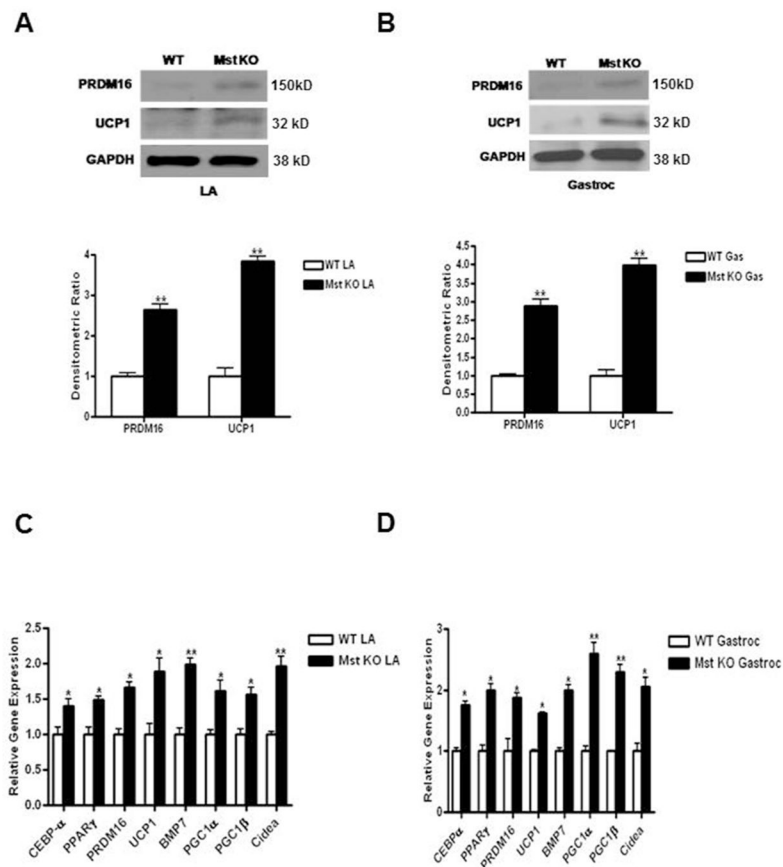 A
WT Mst KO
PRDM16 150kD
UCP1 32 kD
GAPDH 38 kD
LA
Densitometric Ratio
4
3
2
1
0
** **
PRDM16 UCP1
WT LA
Mst KO LA
B
WT Mst KO
PRDM16 150kD
UCP1 32 kD
GAPDH 38 kD
Gastroc
Densitometric Ratio
4.5
4.0
3.5
3.0
2.5
2.0
1.5
1.0
0.5
0.0
** **
PRDM16 UCP1
WT Gas
Mst KO Gas
C
Relative Gene Expression
2.5
2.0
1.5
1.0
0.5
0.0
* * * * ** * * **
CEBP-α PPARγ PRDM16 UCP1 BMP7 PGC1α PGC1β Cidea
WT LA
Mst KO LA
D
Relative Gene Expression
3
2
1
0
* * * * * ** ** *
CEBPα PPARγ PRDM16 UCP1 BMP7 PGC1α PGC1β Cidea
WT Gastroc
Mst KO Gastroc